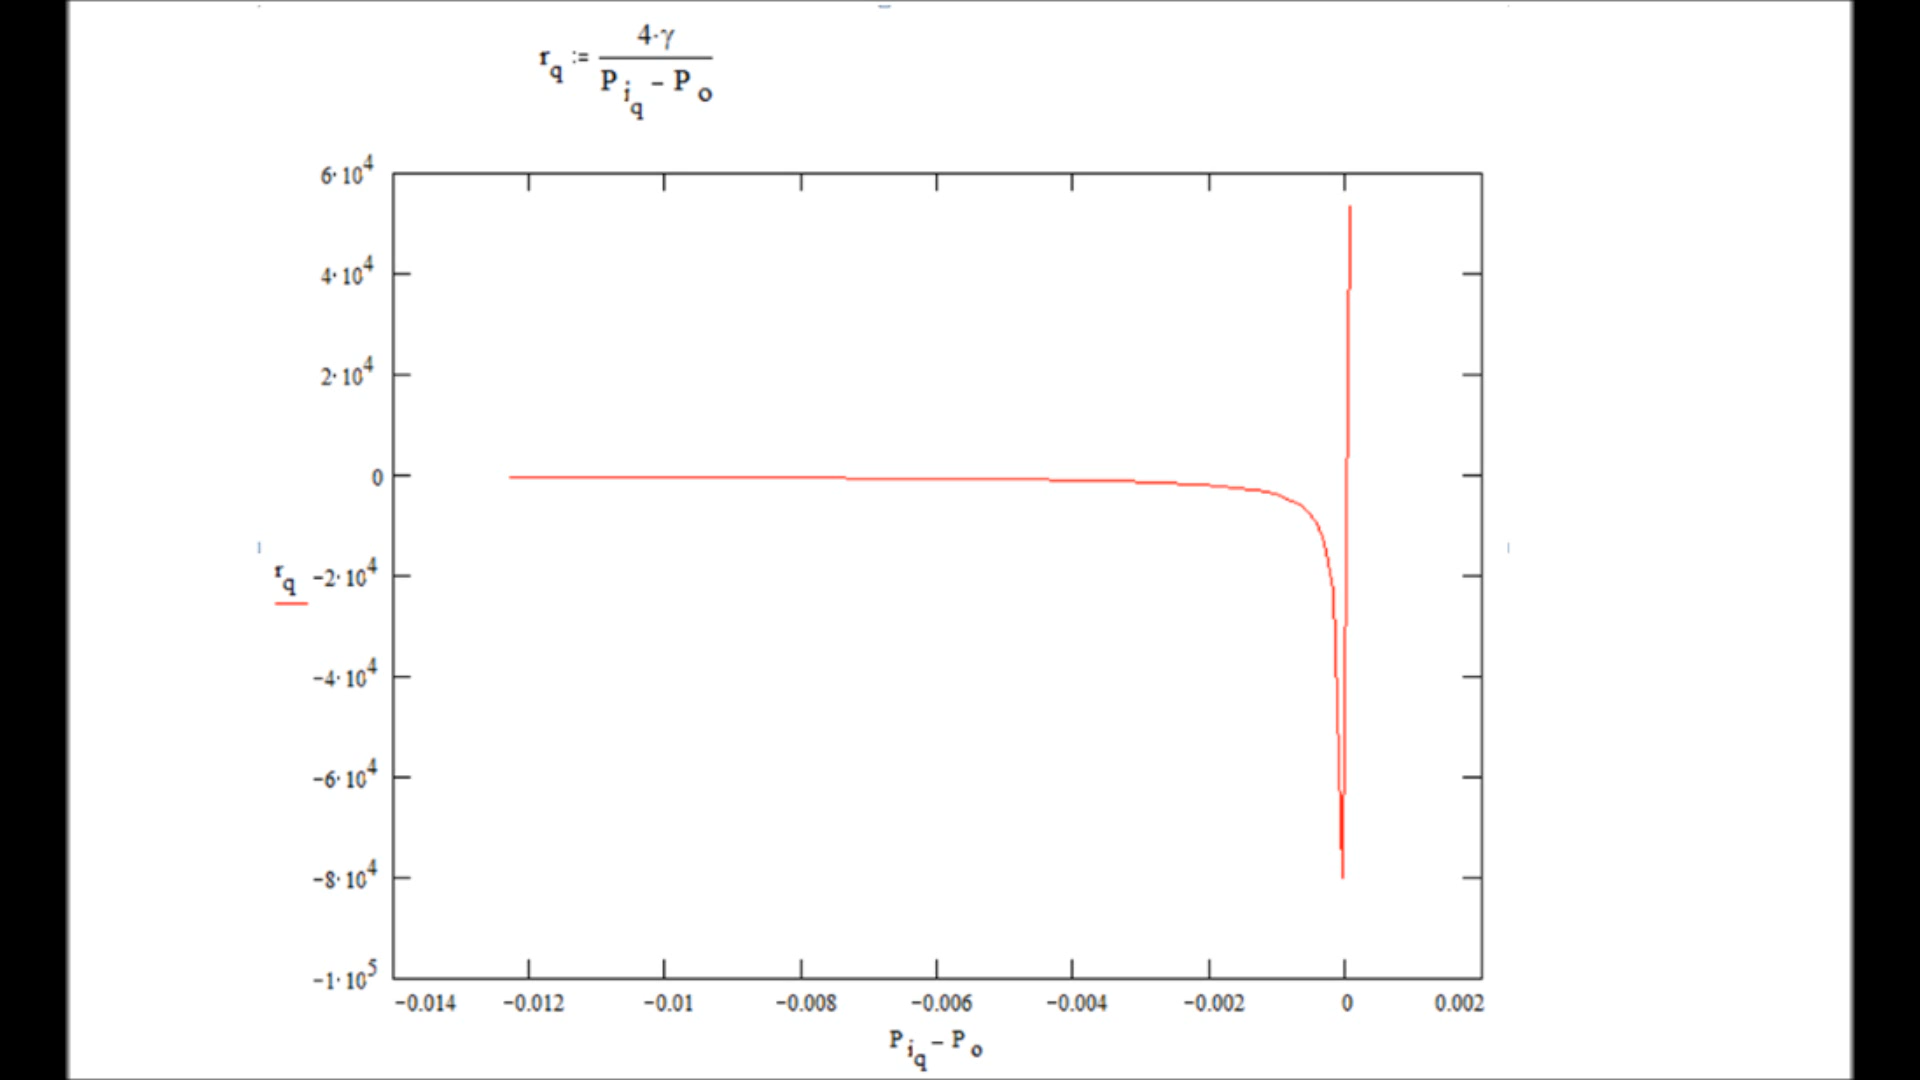 r_q := 4·γ / (P_i_q − P_o)
6·10^4
4·10^4
2·10^4
0
r_q
−2·10^4
−4·10^4
−6·10^4
−8·10^4
−1·10^5
−0.014 −0.012 −0.01 −0.008 −0.006 −0.004 −0.002 0 0.002
P_i_q − P_o